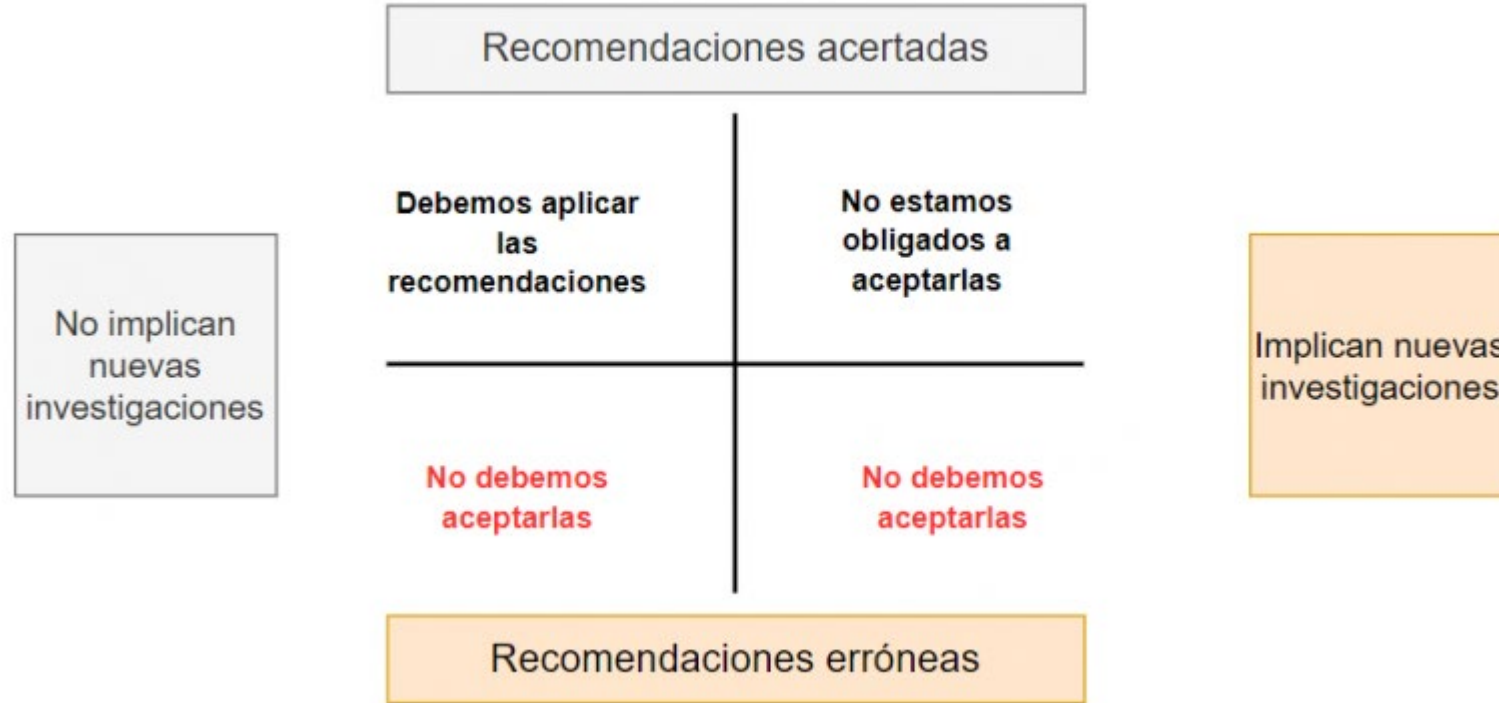 Recomendaciones acertadas
Debemos aplicar
las
recomendaciones
No estamos
obligados a
aceptarlas
No implican
nuevas
investigaciones
Implican nuevas
investigaciones
No debemos
aceptarlas
No debemos
aceptarlas
Recomendaciones erróneas